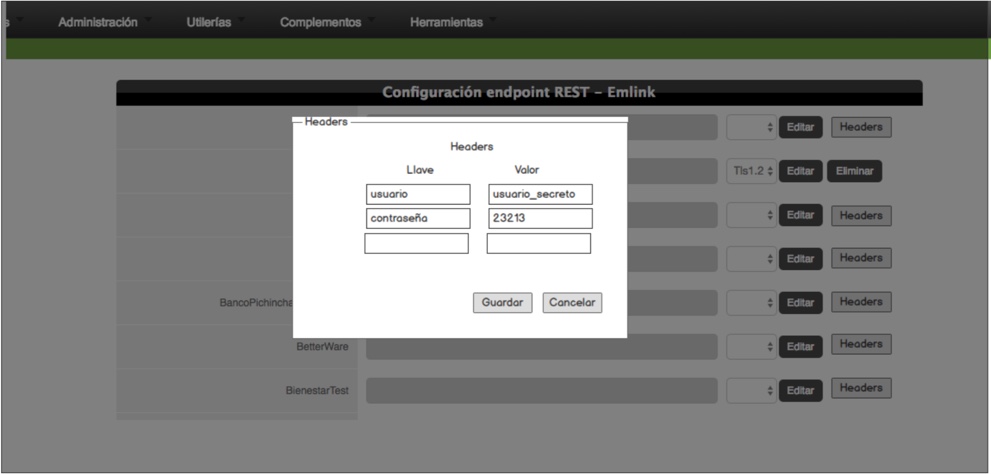 s Administración Utilerías Complementos Herramientas
Configuración endpoint REST – Emlink
Headers
Editar Headers
Headers
Llave Valor
Tls1.2 Editar Eliminar
usuario usuario_secreto
contraseña 23213
Editar Headers
Editar Headers
BancoPichincha
Guardar Cancelar
Editar Headers
BetterWare
Editar Headers
BienestarTest
Editar Headers